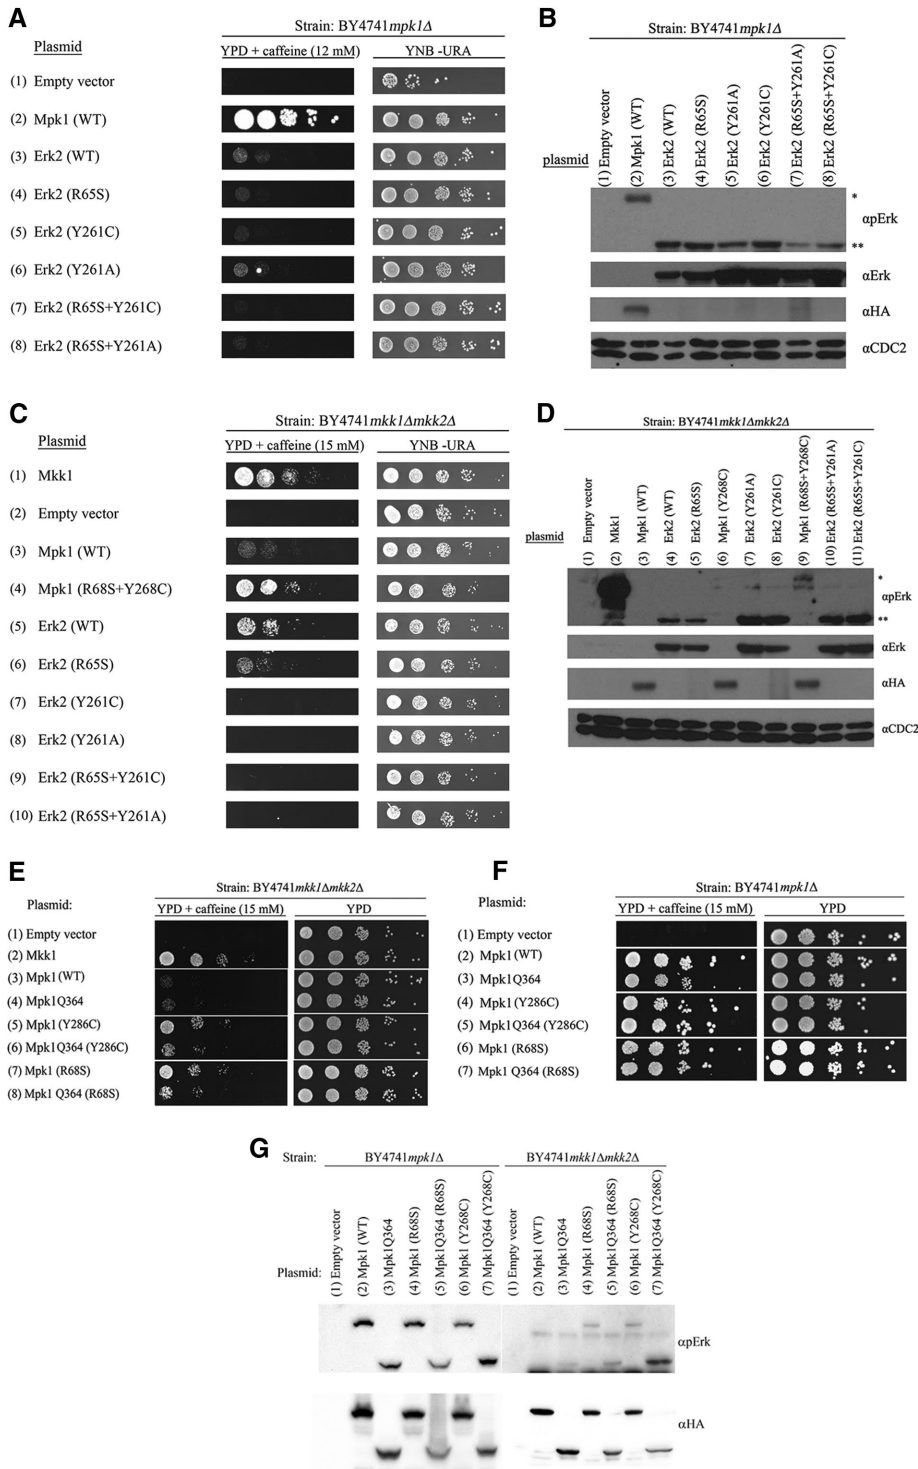 A
Strain: BY4741mpk1Δ
Plasmid
YPD + caffeine (12 mM)
YNB -URA
(1) Empty vector
(2) Mpk1 (WT)
(3) Erk2 (WT)
(4) Erk2 (R65S)
(5) Erk2 (Y261C)
(6) Erk2 (Y261A)
(7) Erk2 (R65S+Y261C)
(8) Erk2 (R65S+Y261A)
B
Strain: BY4741mpk1Δ
plasmid
(1) Empty vector
(2) Mpk1 (WT)
(3) Erk2 (WT)
(4) Erk2 (R65S)
(5) Erk2 (Y261A)
(6) Erk2 (Y261C)
(7) Erk2 (R65S+Y261A)
(8) Erk2 (R65S+Y261C)
*
αpErk
**
αErk
αHA
αCDC2
C
Strain: BY4741mkk1Δmkk2Δ
Plasmid
YPD + caffeine (15 mM)
YNB -URA
(1) Mkk1
(2) Empty vector
(3) Mpk1 (WT)
(4) Mpk1 (R68S+Y268C)
(5) Erk2 (WT)
(6) Erk2 (R65S)
(7) Erk2 (Y261C)
(8) Erk2 (Y261A)
(9) Erk2 (R65S+Y261C)
(10) Erk2 (R65S+Y261A)
D
Strain: BY4741mkk1Δmkk2Δ
plasmid
(1) Empty vector
(2) Mkk1
(3) Mpk1 (WT)
(4) Erk2 (WT)
(5) Erk2 (R65S)
(6) Mpk1 (Y268C)
(7) Erk2 (Y261A)
(8) Erk2 (Y261C)
(9) Mpk1 (R68S+Y268C)
(10) Erk2 (R65S+Y261A)
(11) Erk2 (R65S+Y261C)
*
αpErk
**
αErk
αHA
αCDC2
E
Strain: BY4741mkk1Δmkk2Δ
Plasmid:
YPD + caffeine (15 mM)
YPD
(1) Empty vector
(2) Mkk1
(3) Mpk1 (WT)
(4) Mpk1Q364
(5) Mpk1 (Y286C)
(6) Mpk1Q364 (Y286C)
(7) Mpk1 (R68S)
(8) Mpk1 Q364 (R68S)
F
Strain: BY4741mpk1Δ
Plasmid:
YPD + caffeine (15 mM)
YPD
(1) Empty vector
(2) Mpk1 (WT)
(3) Mpk1Q364
(4) Mpk1 (Y286C)
(5) Mpk1Q364 (Y286C)
(6) Mpk1 (R68S)
(7) Mpk1 Q364 (R68S)
G
Strain:
BY4741mpk1Δ
BY4741mkk1Δmkk2Δ
Plasmid:
(1) Empty vector
(2) Mpk1 (WT)
(3) Mpk1Q364
(4) Mpk1 (R68S)
(5) Mpk1Q364 (R68S)
(6) Mpk1 (Y268C)
(7) Mpk1Q364 (Y268C)
(1) Empty vector
(2) Mpk1 (WT)
(3) Mpk1Q364
(4) Mpk1 (R68S)
(5) Mpk1Q364 (R68S)
(6) Mpk1 (Y268C)
(7) Mpk1Q364 (Y268C)
αpErk
αHA